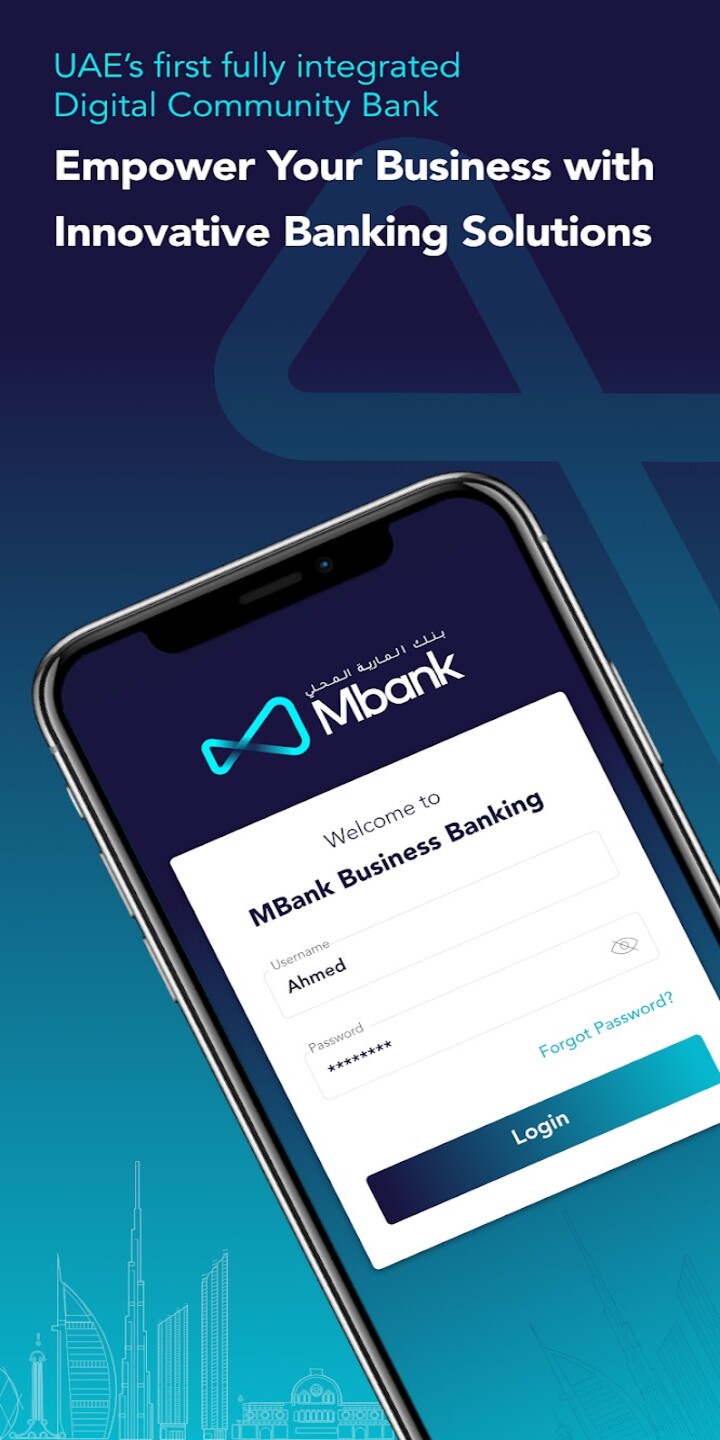 UAE’s first fully integrated
Digital Community Bank
Empower Your Business with
Innovative Banking Solutions
بنك المارية المحلي
Mbank
Welcome to
MBank Business Banking
Username
Ahmed
Password
********
Forgot Password?
Login